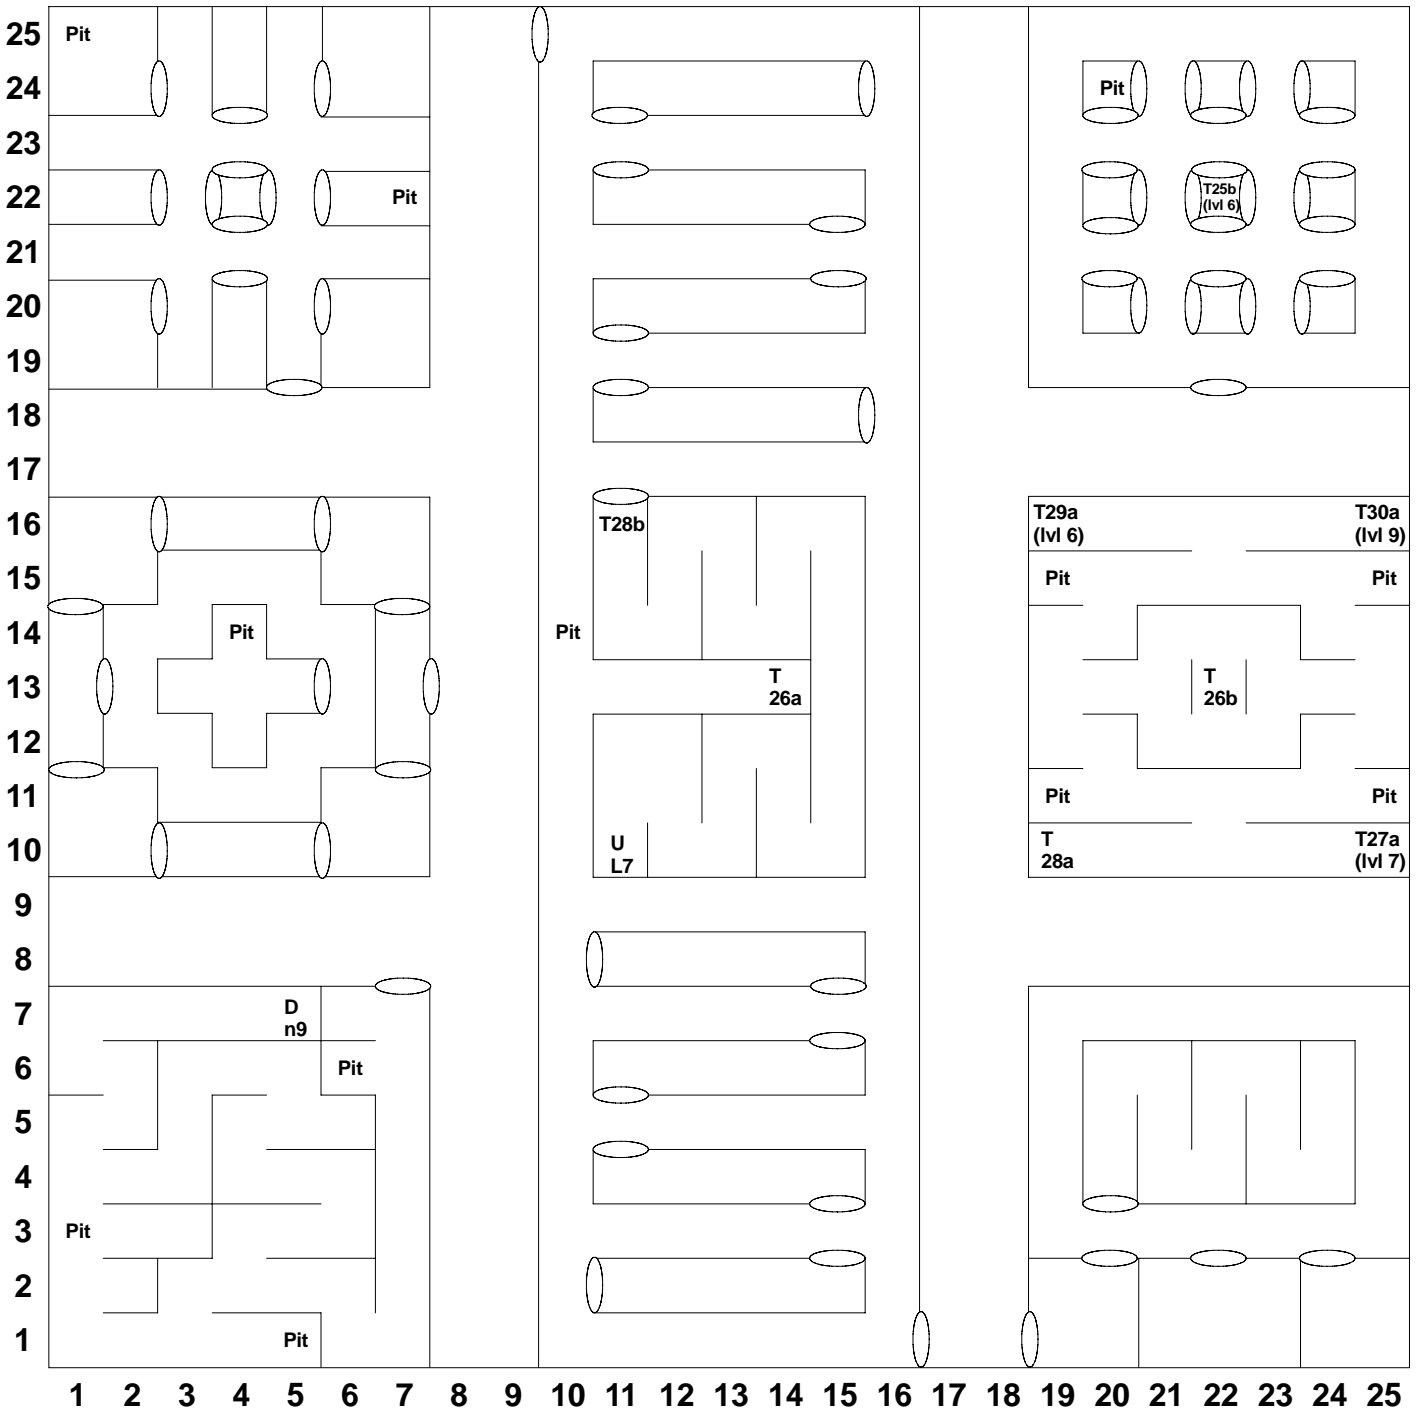 25 Pit
24 Pit
23
22 Pit T25b
(lvl 6)
21
20
19
18
17
16 T28b T29a T30a
(lvl 6) (lvl 9)
15 Pit Pit
14 Pit Pit
13 T T
26a 26b
12
11 Pit Pit
10 U T T27a
L7 28a (lvl 7)
9
8
7 D
n9
6 Pit
5
4
3 Pit
2
1 Pit
1 2 3 4 5 6 7 8 9 10 11 12 13 14 15 16 17 18 19 20 21 22 23 24 25